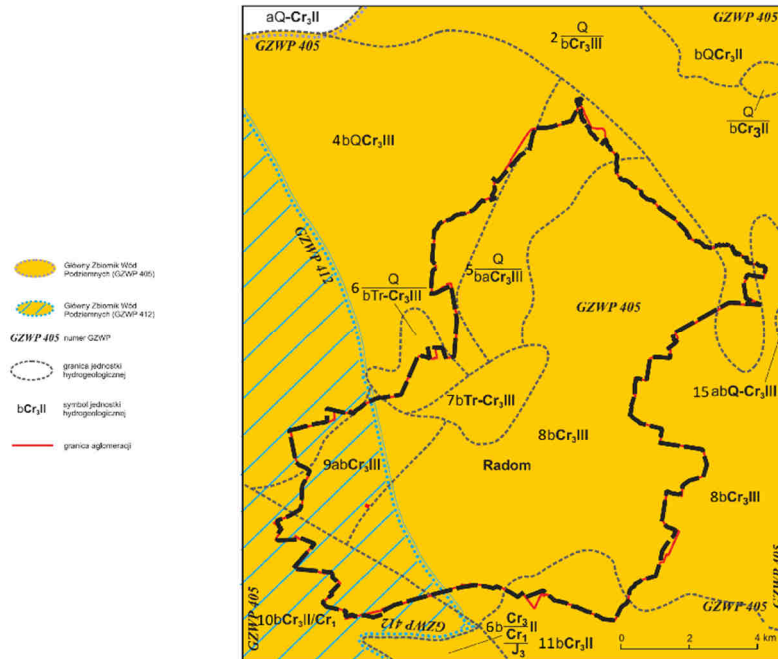 aQ-Cr₃II
GZWP 405
Q
2 bCr₃III
GZWP 405
bQCr₃II
Q
bCr₃II
4bQCr₃III
GZWP 412
Q
5 baCr₃III
Q
6 bTr-Cr₃III
GZWP 405
7bTr-Cr₃III
15abQ-Cr₃III
8bCr₃III
9abCr₃III
Radom
8bCr₃III
GZWP 405
GZWP 405
GZWP 405
10bCr₃II/Cr₁
GZWP 412
Cr₃
6b Cr₁ II
J₃
11bCr₃II
0 2 4 km
Główny Zbiornik Wód
Podziemnych (GZWP 405)
Główny Zbiornik Wód
Podziemnych (GZWP 412)
GZWP 405 numer GZWP
granica jednostki
hydrogeologicznej
bCr₃II symbol jednostki
hydrogeologicznej
granica aglomeracji